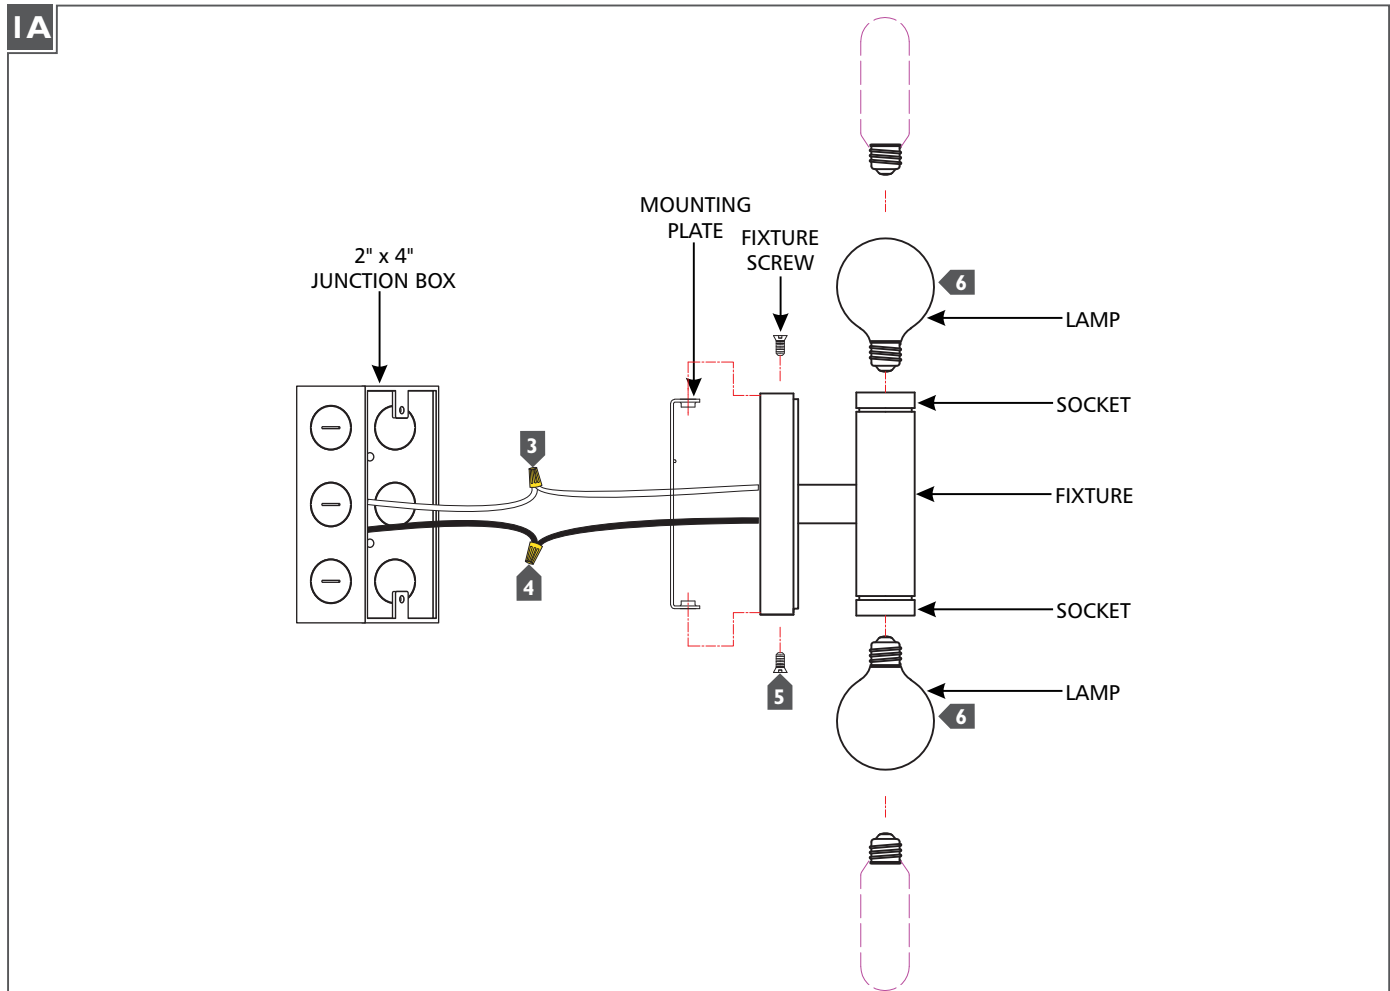 1A
MOUNTING
PLATE
FIXTURE
SCREW
2" x 4"
JUNCTION BOX
6
LAMP
SOCKET
3
FIXTURE
4
SOCKET
5
LAMP
6